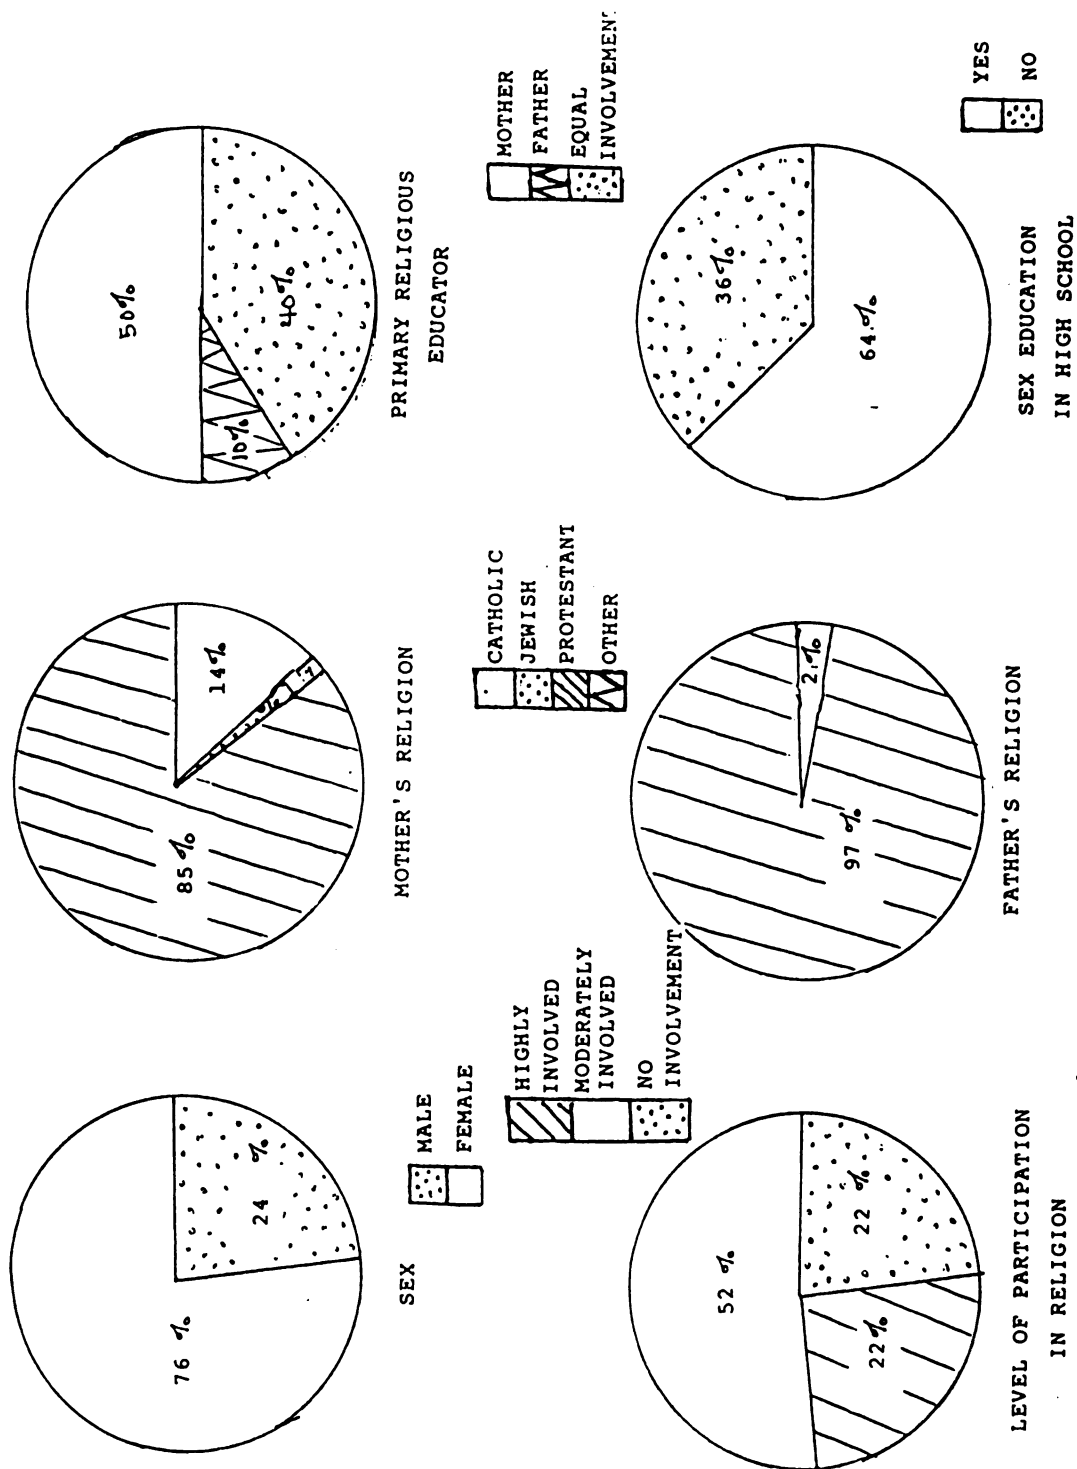 76 %
24 %
SEX
MALE
FEMALE
85 %
14%
MOTHER'S RELIGION
CATHOLIC
JEWISH
PROTESTANT
OTHER
50%
10%
40%
PRIMARY RELIGIOUS
EDUCATOR
MOTHER
FATHER
EQUAL
INVOLVEMENT
HIGHLY
INVOLVED
MODERATELY
INVOLVED
NO
INVOLVEMENT
52 %
22%
22 %
LEVEL OF PARTICIPATION
IN RELIGION
97 %
2.%
FATHER'S RELIGION
36%
64.%
SEX EDUCATION
IN HIGH SCHOOL
YES
NO